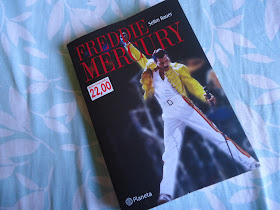 Selim Rauer
FREDDIE
MERCURY
22,00
Planeta